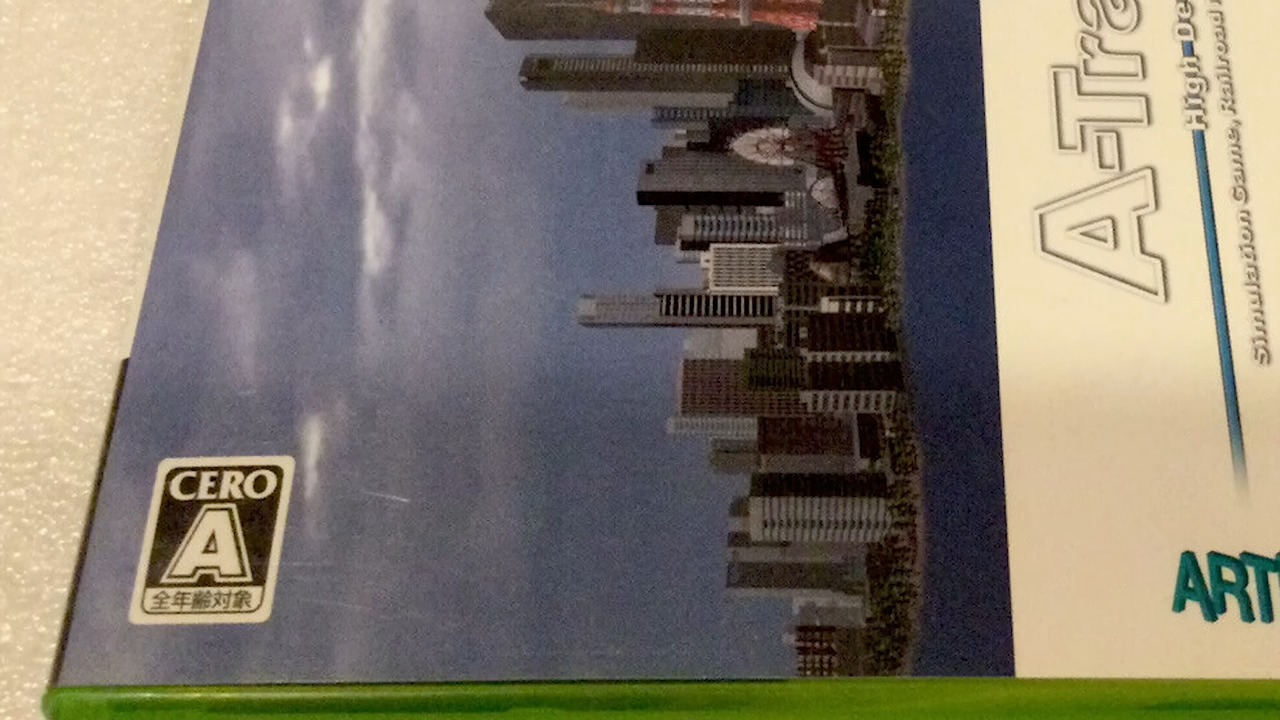 CERO
A
全年齢対象
A-Tra
High De
Simulation Game, Railroad
ART